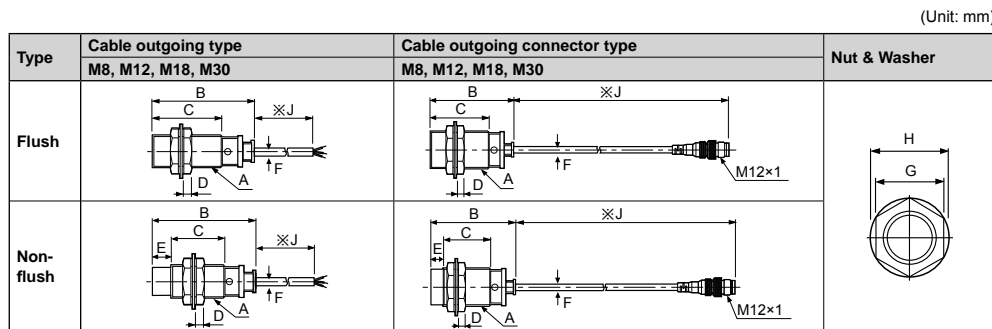 (Unit: mm)
Type
Cable outgoing type
Cable outgoing connector type
Nut & Washer
M8, M12, M18, M30
M8, M12, M18, M30
Flush
B
C
※J
F
D
A
B
C
※J
F
D
A
M12×1
H
G
Non-
flush
B
E
C
※J
F
D
A
B
E
C
※J
F
D
A
M12×1